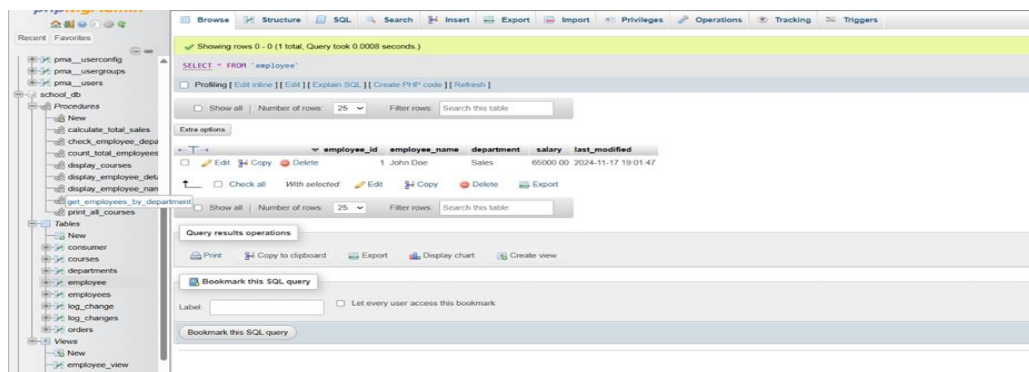 phpMyAdmin
Recent Favorites
pma__userconfig
pma__usergroups
pma__users
school_db
Procedures
New
calculate_total_sales
check_employee_depa
count_total_employees
display_courses
display_employee_deta
display_employee_nan
get_employees_by_department
print_all_courses
Tables
New
consumer
courses
departments
employee
employees
log_change
log_changes
orders
Views
New
employee_view
Browse Structure SQL Search Insert Export Import Privileges Operations Tracking Triggers
Showing rows 0 - 0 (1 total, Query took 0.0008 seconds.)
SELECT * FROM `employee`
Profiling [ Edit inline ] [ Edit ] [ Explain SQL ] [ Create PHP code ] [ Refresh ]
Show all | Number of rows: 25 Filter rows: Search this table
Extra options
employee_id employee_name department salary last_modified
Edit Copy Delete 1 John Doe Sales 65000.00 2024-11-17 19:01:47
Check all With selected: Edit Copy Delete Export
Show all | Number of rows: 25 Filter rows: Search this table
Query results operations
Print Copy to clipboard Export Display chart Create view
Bookmark this SQL query
Label: Let every user access this bookmark
Bookmark this SQL query